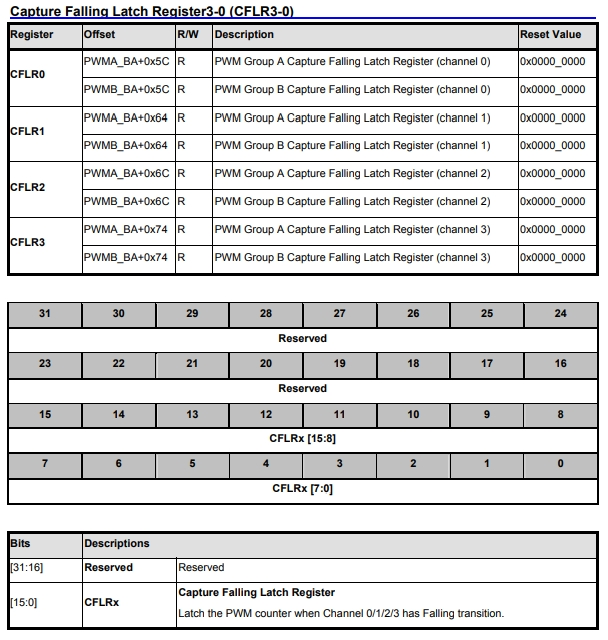 Capture Falling Latch Register3-0 (CFLR3-0)
Register Offset R/W Description Reset Value
CFLR0
PWMA_BA+0x5C R PWM Group A Capture Falling Latch Register (channel 0) 0x0000_0000
PWMB_BA+0x5C R PWM Group B Capture Falling Latch Register (channel 0) 0x0000_0000
CFLR1
PWMA_BA+0x64 R PWM Group A Capture Falling Latch Register (channel 1) 0x0000_0000
PWMB_BA+0x64 R PWM Group B Capture Falling Latch Register (channel 1) 0x0000_0000
CFLR2
PWMA_BA+0x6C R PWM Group A Capture Falling Latch Register (channel 2) 0x0000_0000
PWMB_BA+0x6C R PWM Group B Capture Falling Latch Register (channel 2) 0x0000_0000
CFLR3
PWMA_BA+0x74 R PWM Group A Capture Falling Latch Register (channel 3) 0x0000_0000
PWMB_BA+0x74 R PWM Group B Capture Falling Latch Register (channel 3) 0x0000_0000
31 30 29 28 27 26 25 24
Reserved
23 22 21 20 19 18 17 16
Reserved
15 14 13 12 11 10 9 8
CFLRx [15:8]
7 6 5 4 3 2 1 0
CFLRx [7:0]
Bits Descriptions
[31:16] Reserved Reserved
[15:0] CFLRx
Capture Falling Latch Register
Latch the PWM counter when Channel 0/1/2/3 has Falling transition.